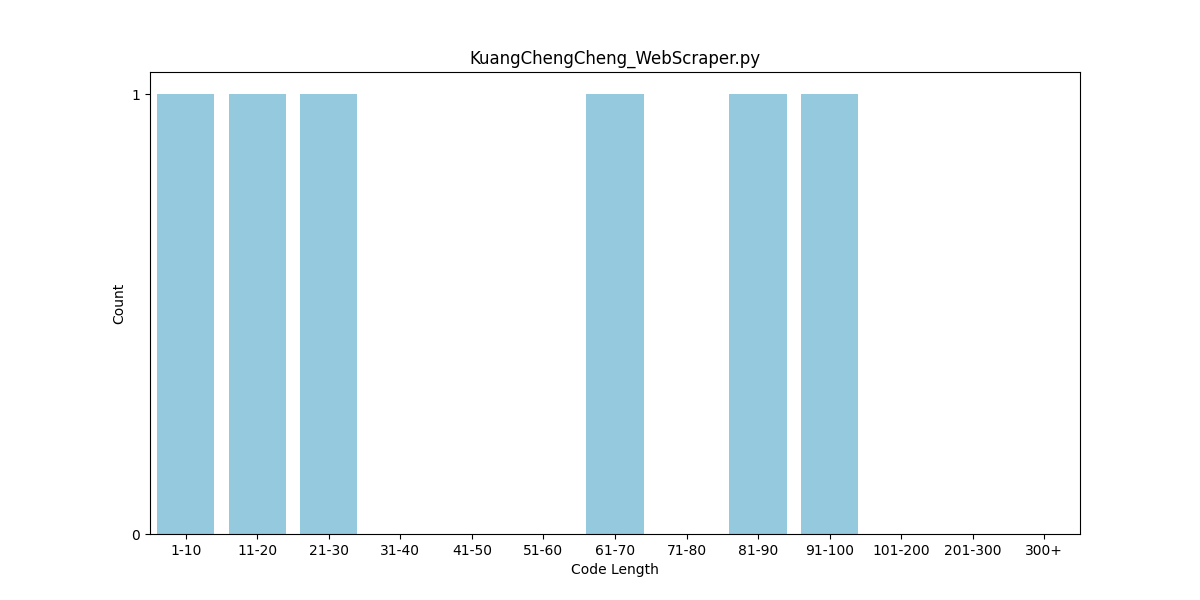 KuangChengCheng_WebScraper.py
1
Count
0
1-10 11-20 21-30 31-40 41-50 51-60 61-70 71-80 81-90 91-100 101-200 201-300 300+
Code Length